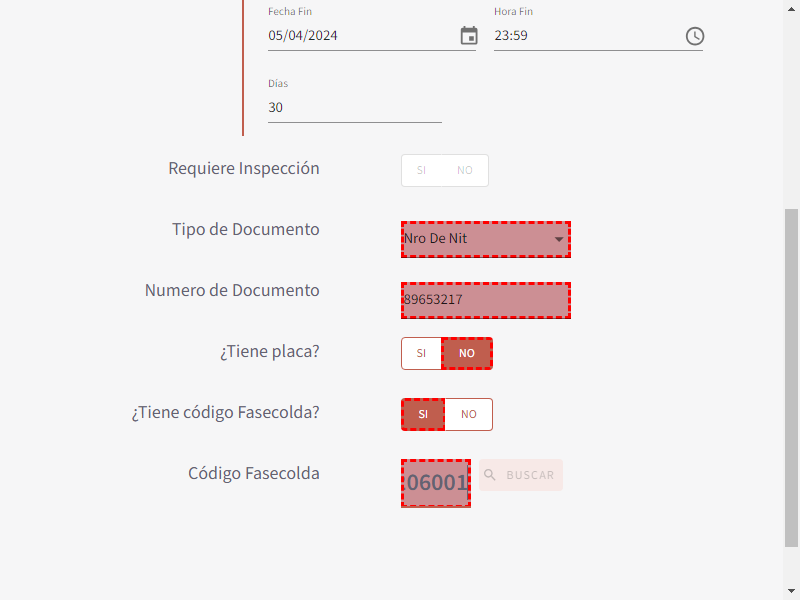 Fecha Fin
Hora Fin
05/04/2024
23:59
Días
30
Requiere Inspección
SI NO
Tipo de Documento
Nro De Nit
Numero de Documento
89653217
¿Tiene placa?
SI NO
¿Tiene código Fasecolda?
SI NO
Código Fasecolda
06001
BUSCAR